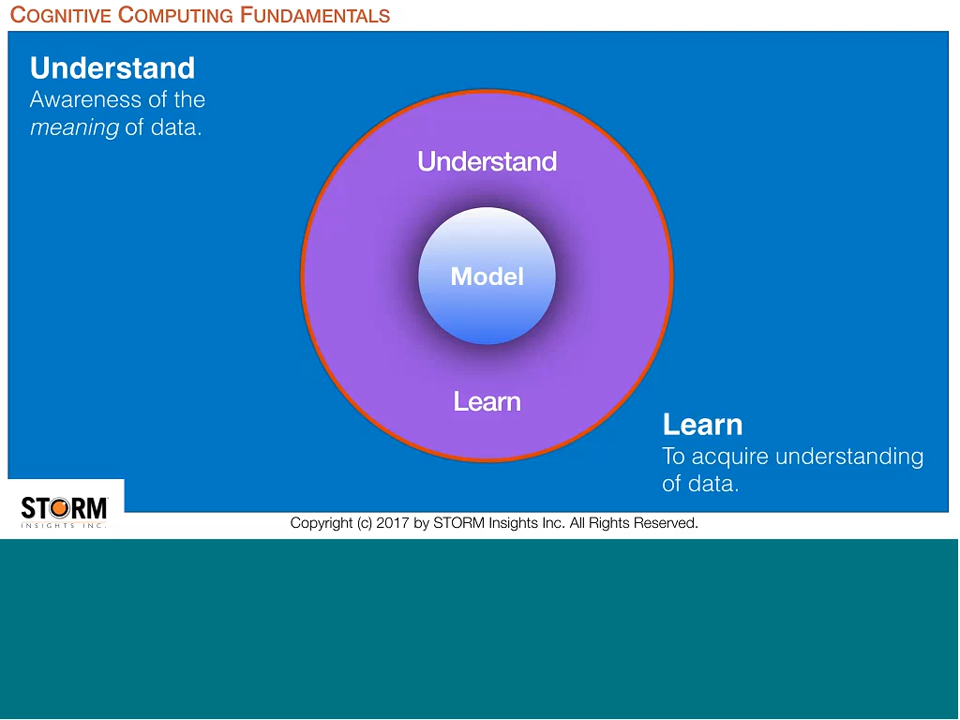 COGNITIVE COMPUTING FUNDAMENTALS
Understand
Awareness of the
meaning of data.
Understand
Model
Learn
Learn
To acquire understanding
of data.
STORM
INSIGHTS INC.
Copyright (c) 2017 by STORM Insights Inc. All Rights Reserved.